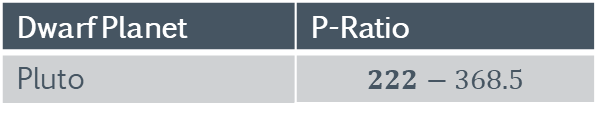 Dwarf Planet P-Ratio
Pluto 222 – 368.5